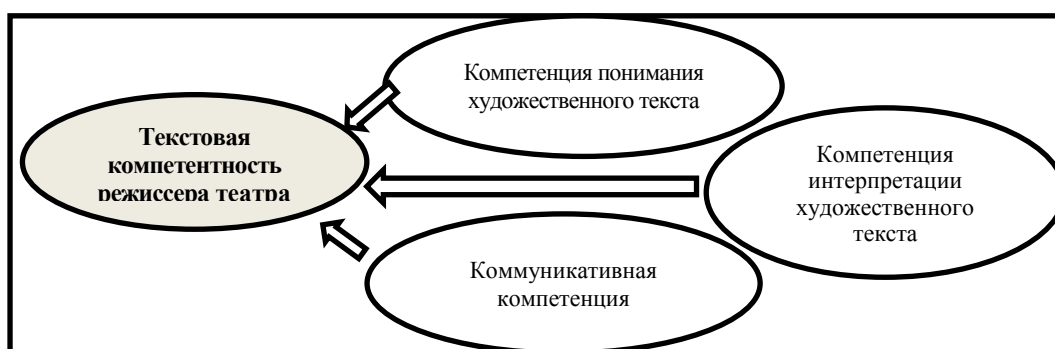 Текстовая
компетентность
режиссера театра
Компетенция понимания
художественного текста
Компетенция
интерпретации
художественного
текста
Коммуникативная
компетенция